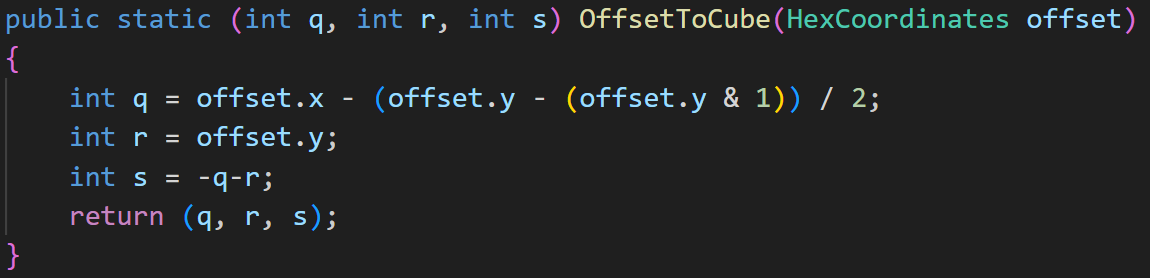 public static (int q, int r, int s) OffsetToCube(HexCoordinates offset)
{
    int q = offset.x - (offset.y - (offset.y & 1)) / 2;
    int r = offset.y;
    int s = -q-r;
    return (q, r, s);
}